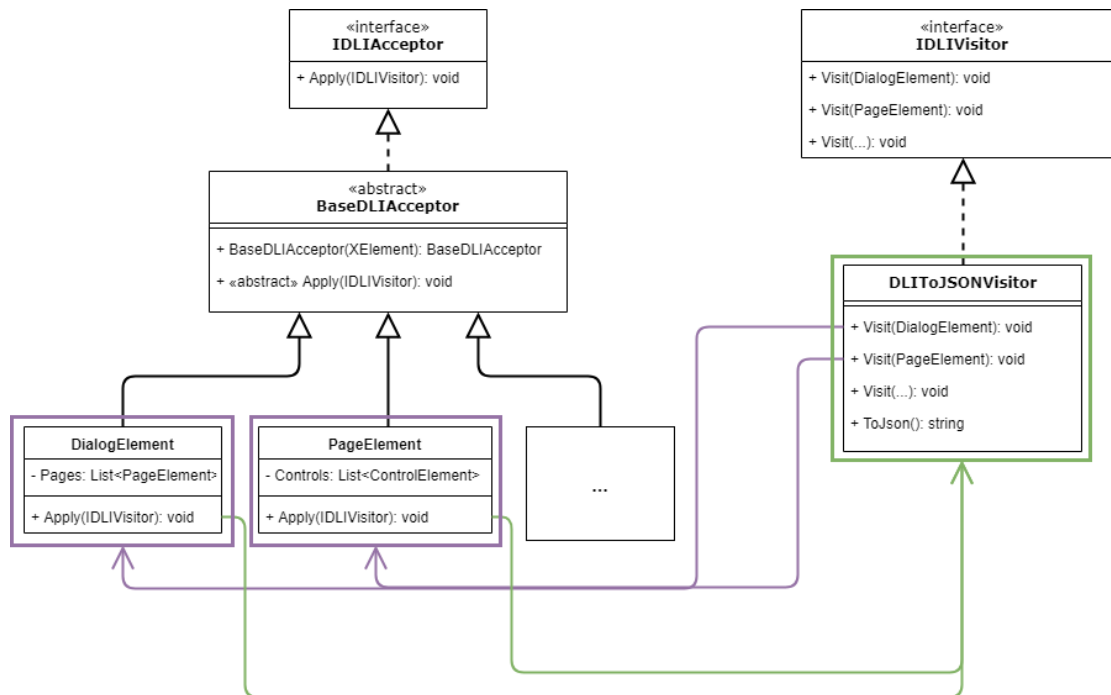 «interface»
IDLIAcceptor
+ Apply(IDLIVisitor): void
«interface»
IDLIVisitor
+ Visit(DialogElement): void
+ Visit(PageElement): void
+ Visit(...): void
«abstract»
BaseDLIAcceptor
+ BaseDLIAcceptor(XElement): BaseDLIAcceptor
+ «abstract» Apply(IDLIVisitor): void
DLIToJSONVisitor
+ Visit(DialogElement): void
+ Visit(PageElement): void
+ Visit(...): void
+ ToJson(): string
DialogElement
- Pages: List<PageElement>
+ Apply(IDLIVisitor): void
PageElement
- Controls: List<ControlElement>
+ Apply(IDLIVisitor): void
...